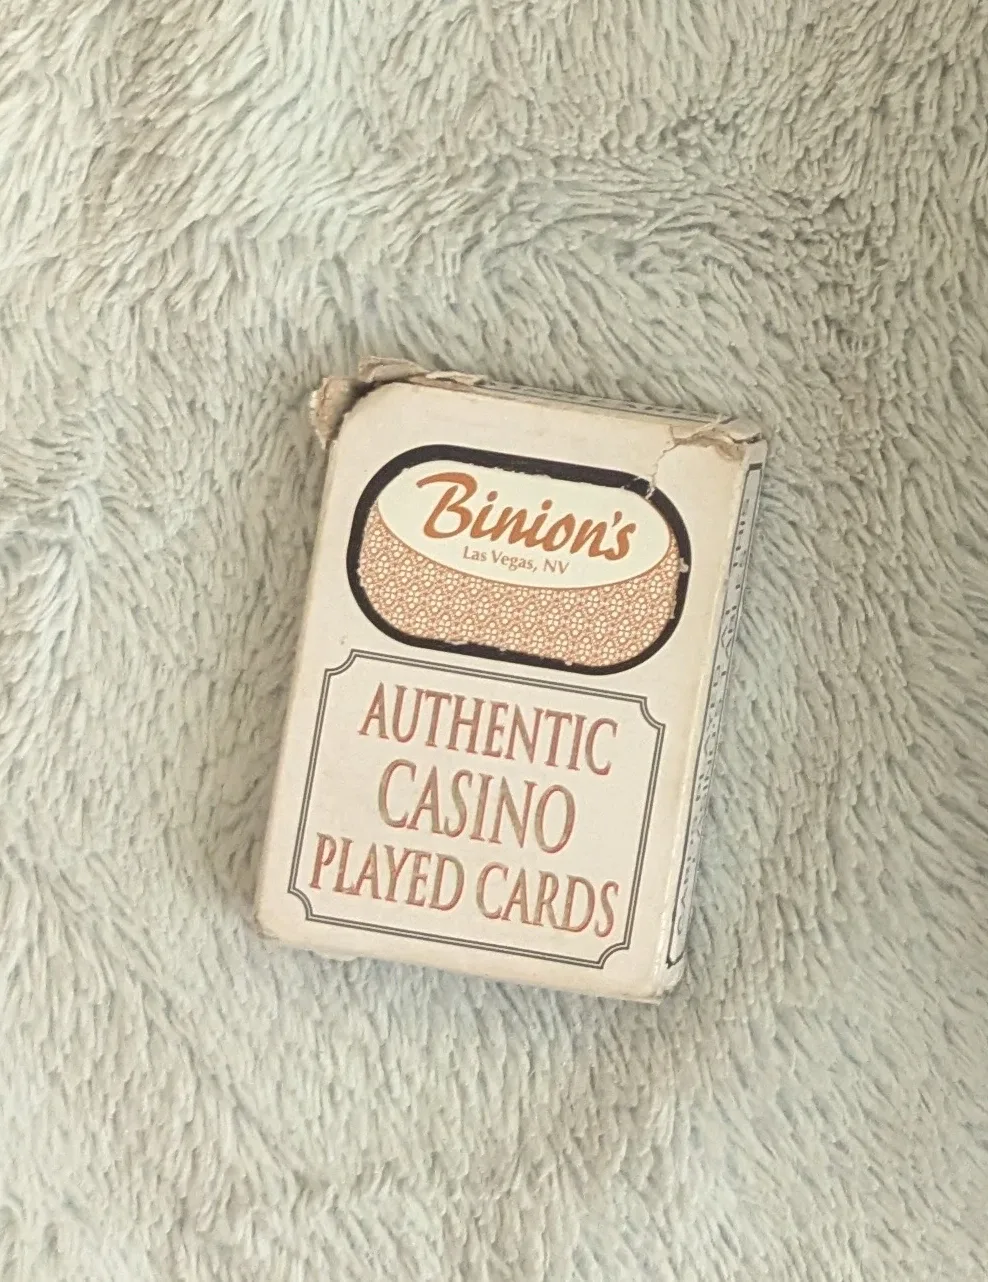 Binion's
Las Vegas, NV
AUTHENTIC
CASINO
PLAYED CARDS